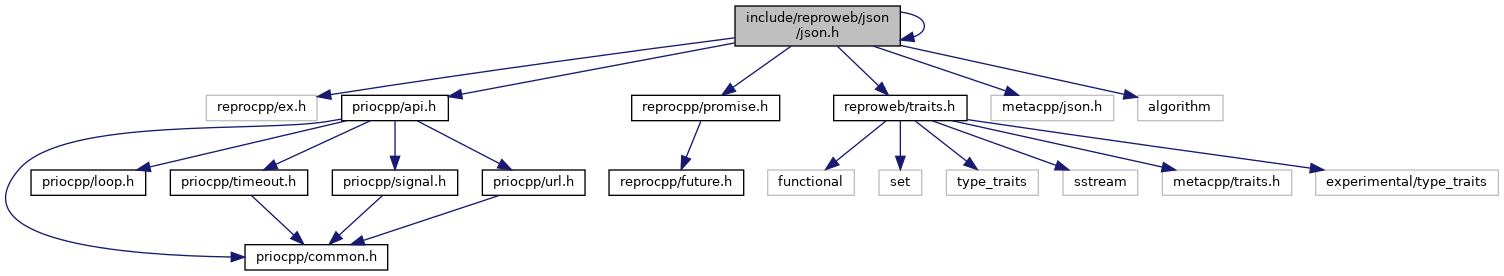 include/reproweb/json
/json.h
reprocpp/ex.h
priocpp/api.h
reprocpp/promise.h
reproweb/traits.h
metacpp/json.h
algorithm
priocpp/loop.h
priocpp/timeout.h
priocpp/signal.h
priocpp/url.h
reprocpp/future.h
functional
set
type_traits
sstream
metacpp/traits.h
experimental/type_traits
priocpp/common.h